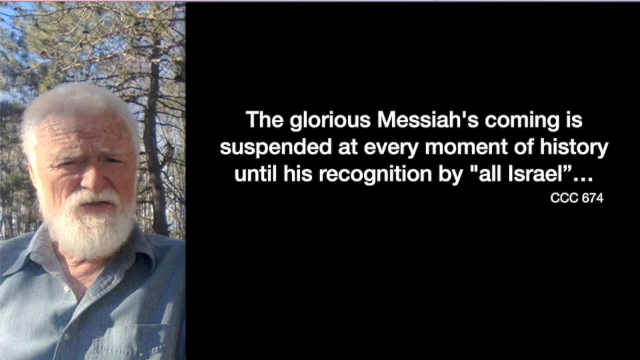 The glorious Messiah's coming is
suspended at every moment of history
until his recognition by "all Israel”…
CCC 674